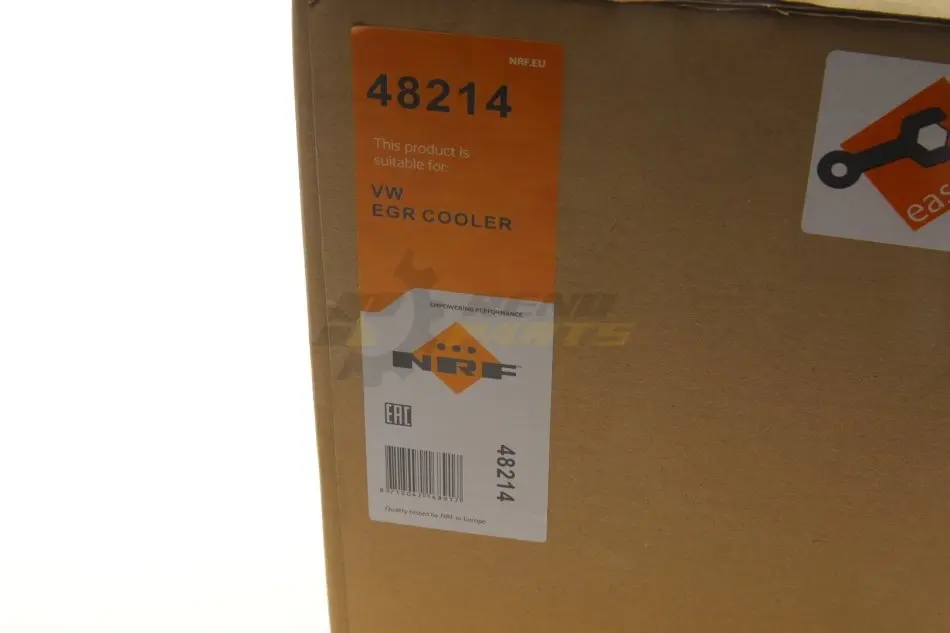 NRF.EU
48214
This product is
suitable for:
VW
EGR COOLER
EMPOWERING PERFORMANCE
NRF
EAC
48214
Quality tested by NRF in Europe
eas
PARTS